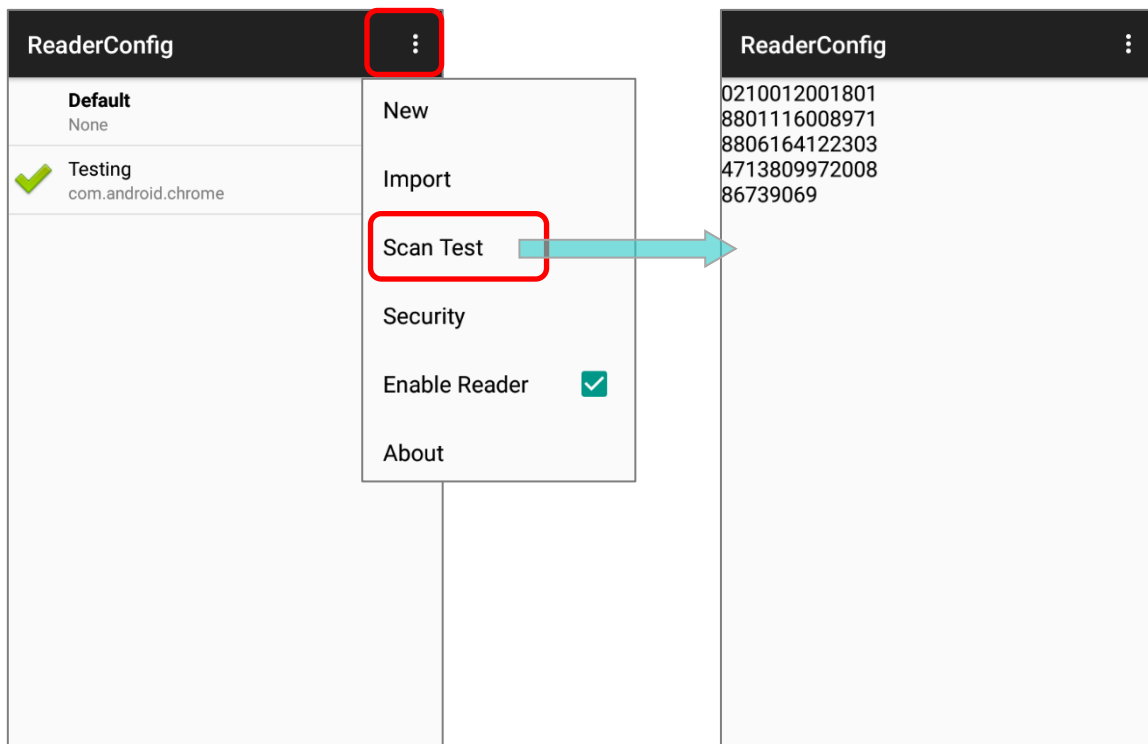 ReaderConfig
Default
None
Testing
com.android.chrome
New
Import
Scan Test
Security
Enable Reader
About
ReaderConfig
0210012001801
8801116008971
8806164122303
4713809972008
86739069